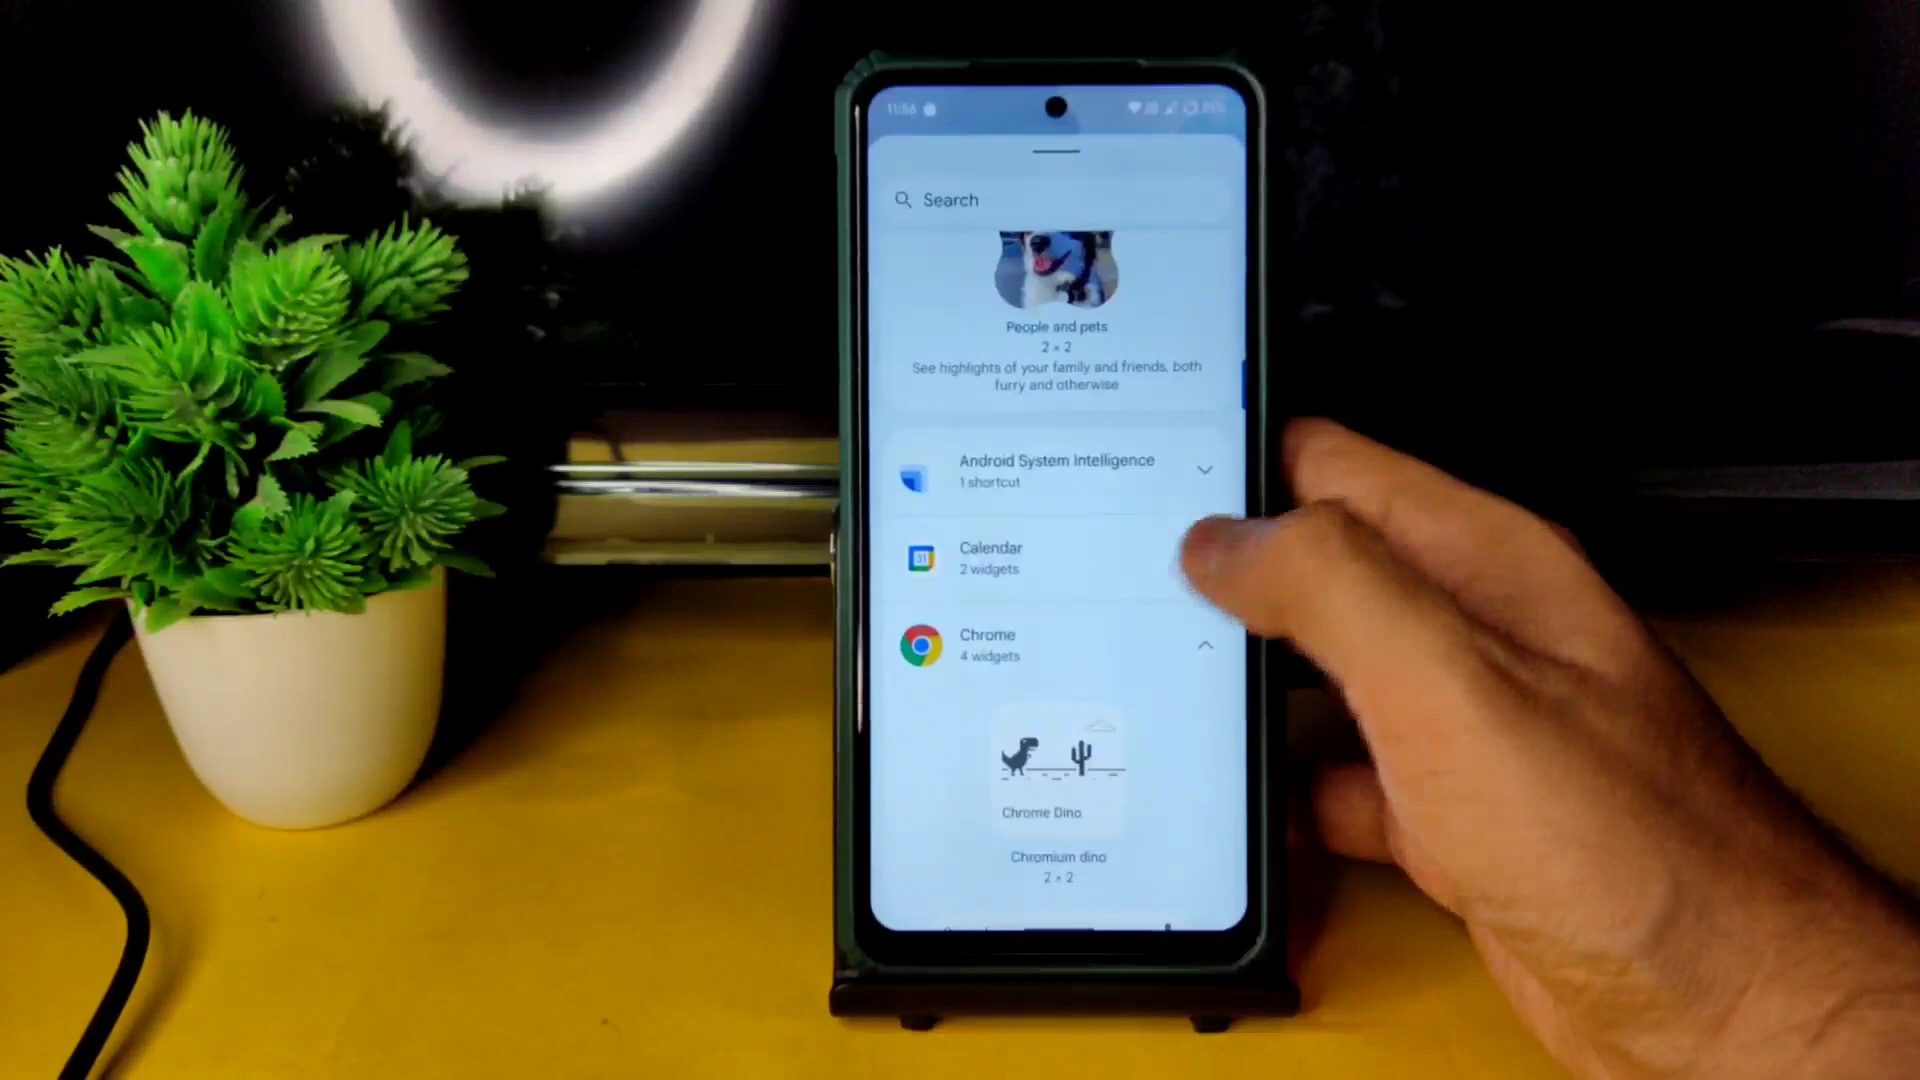 11:56
Search
People and pets
2 × 2
See highlights of your family and friends, both
furry and otherwise
Android System Intelligence
1 shortcut
31
Calendar
2 widgets
Chrome
4 widgets
Chrome Dino
Chromium dino
2 × 2